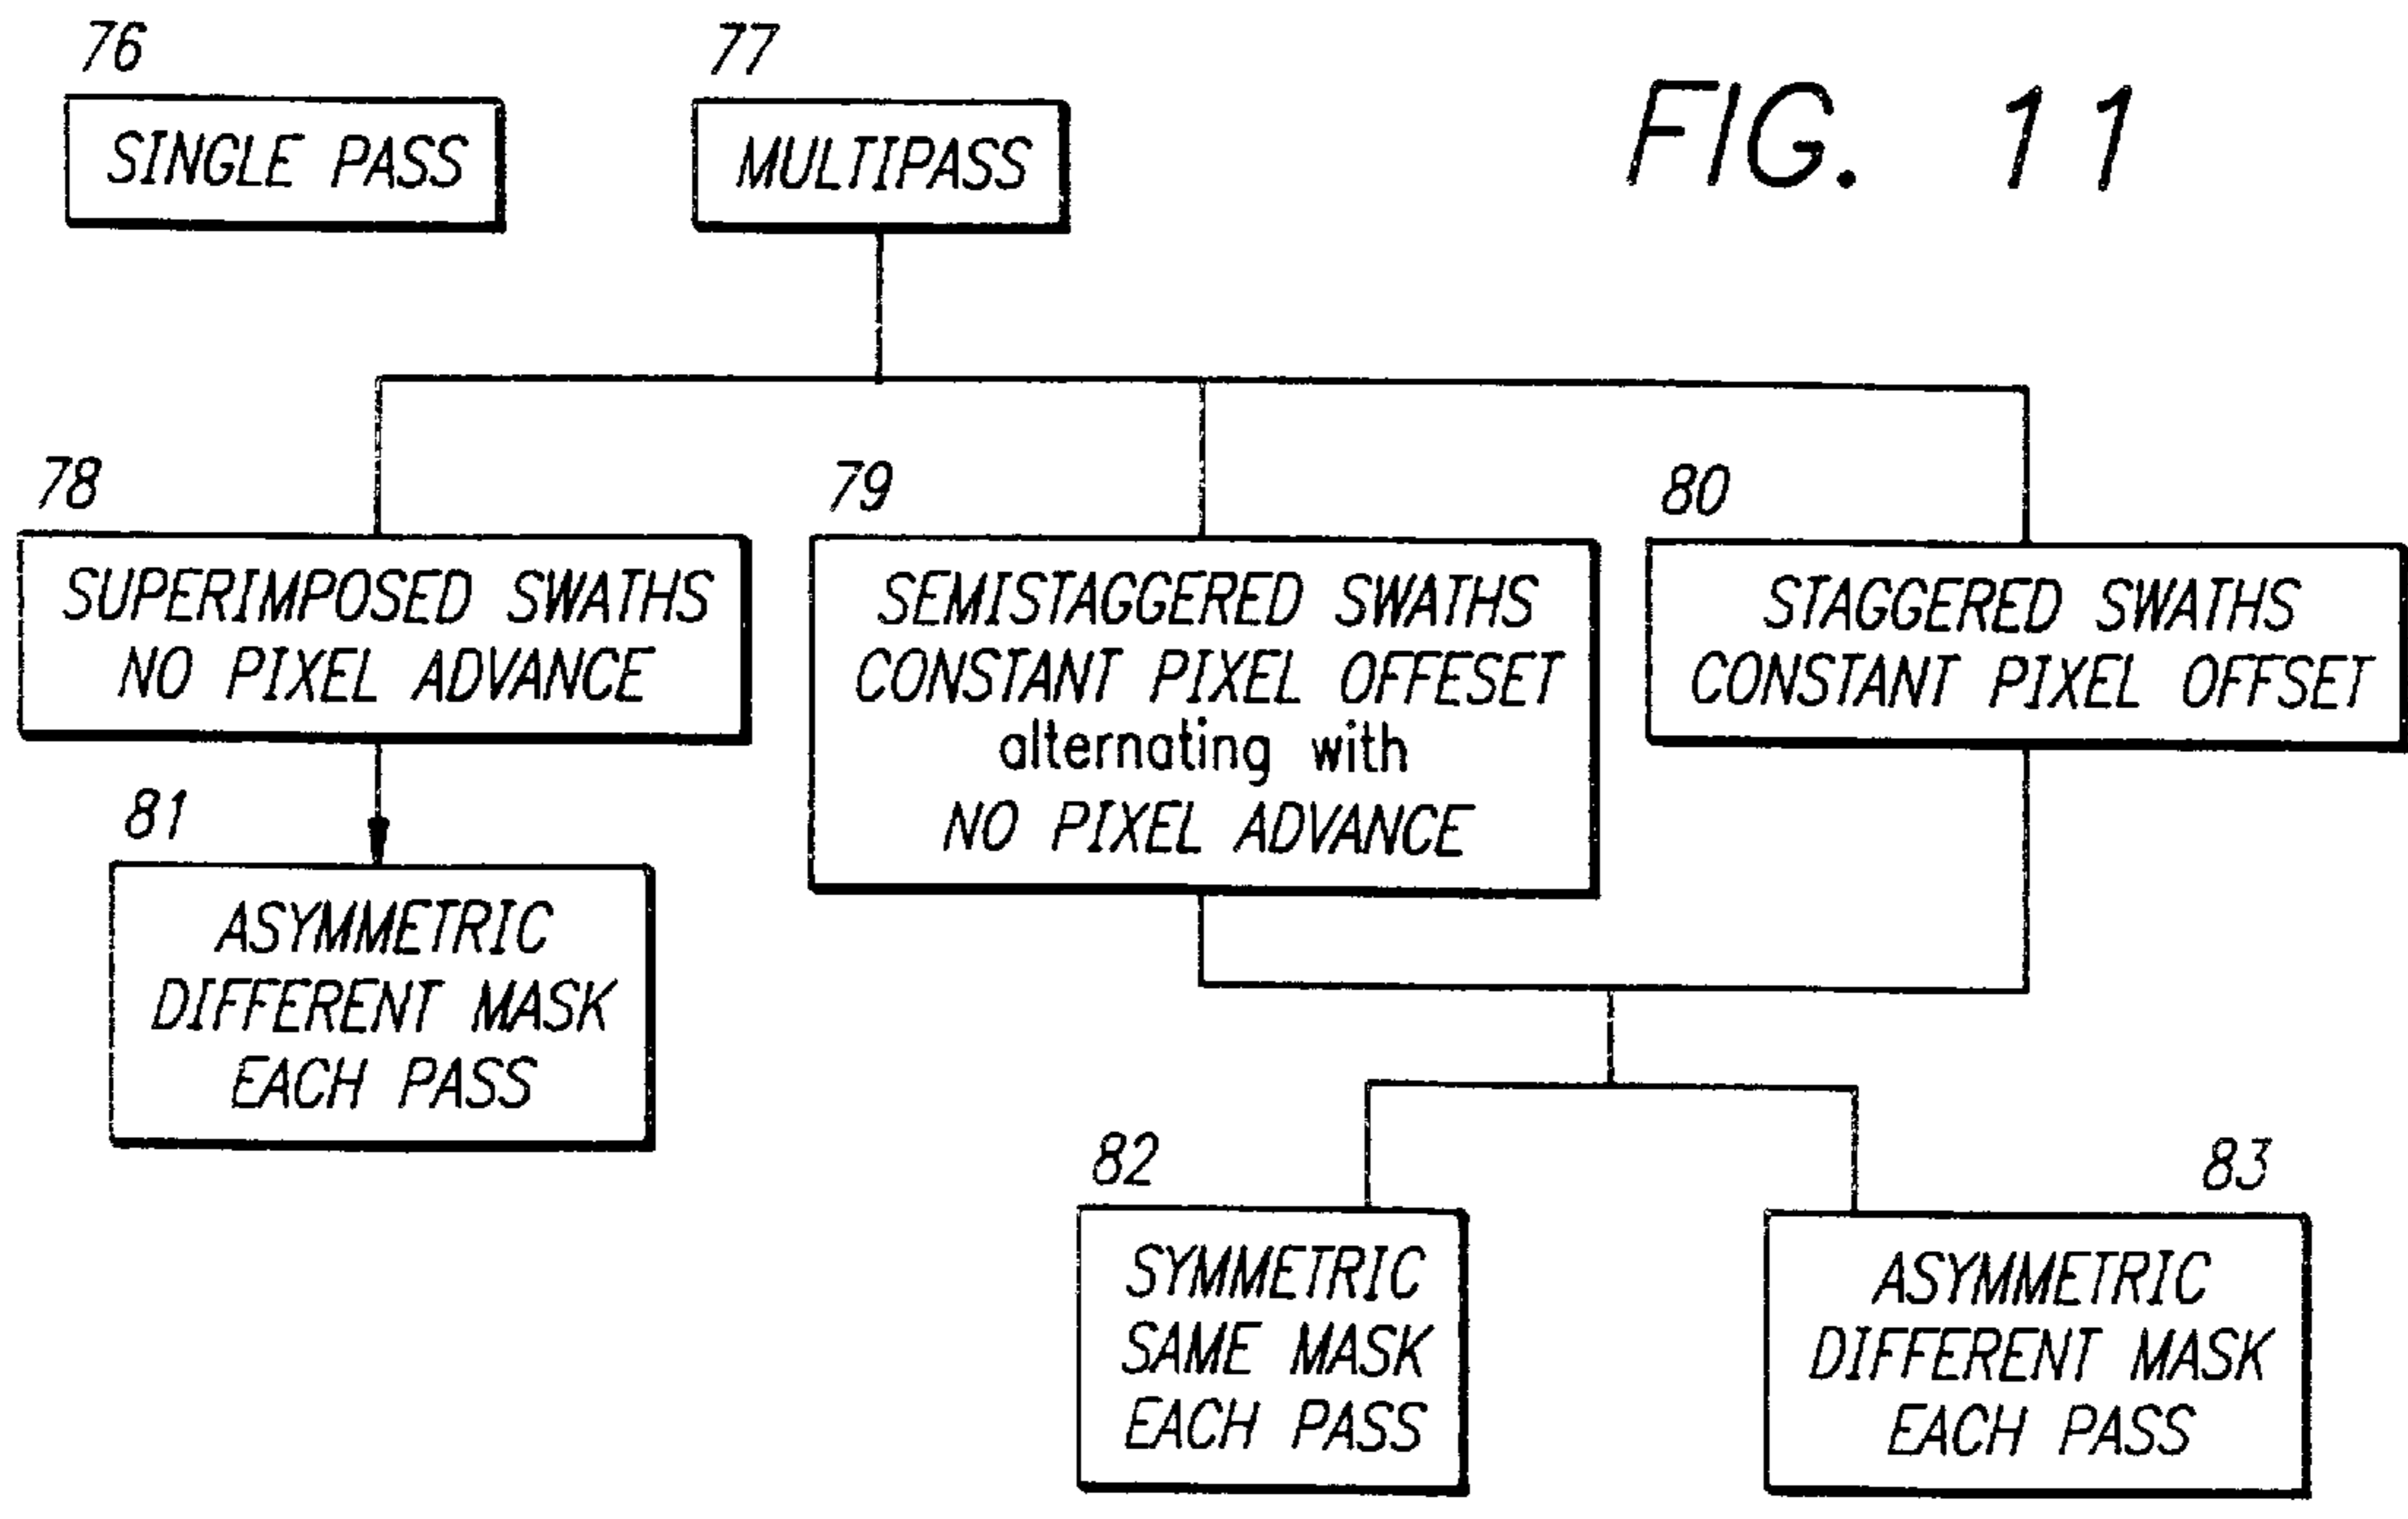 76
SINGLE PASS
77
MULTIPASS
FIG. 11
78
SUPERIMPOSED SWATHS
NO PIXEL ADVANCE
79
SEMISTAGGERED SWATHS
CONSTANT PIXEL OFFESET
alternating with
NO PIXEL ADVANCE
80
STAGGERED SWATHS
CONSTANT PIXEL OFFSET
81
ASYMMETRIC
DIFFERENT MASK
EACH PASS
82
SYMMETRIC
SAME MASK
EACH PASS
83
ASYMMETRIC
DIFFERENT MASK
EACH PASS